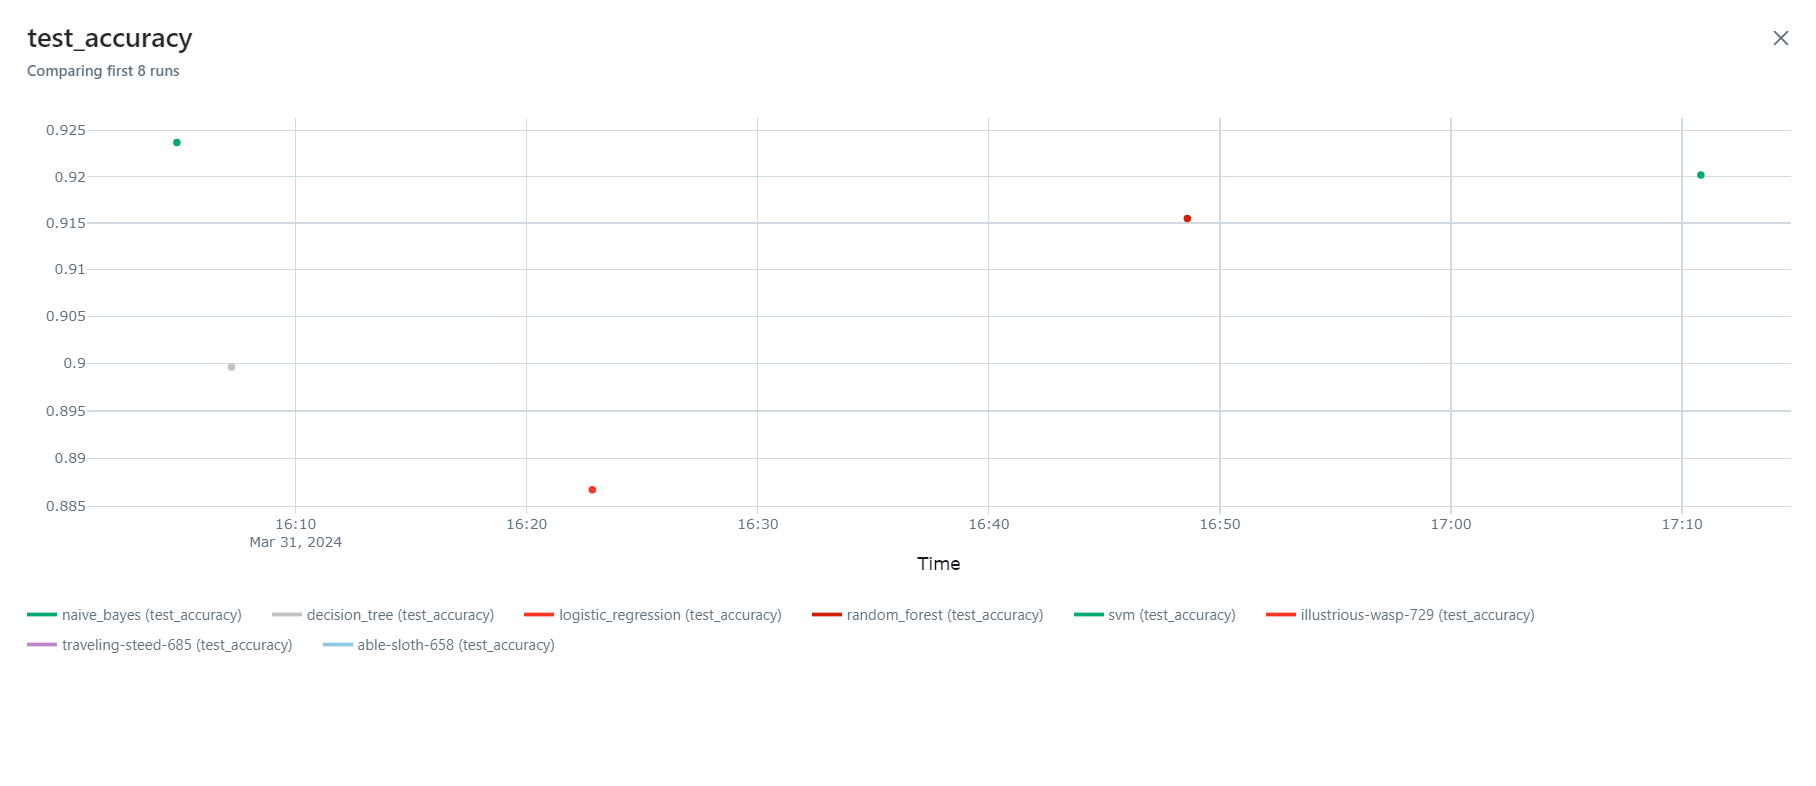 test_accuracy
Comparing first 8 runs
0.925
0.92
0.915
0.91
0.905
0.9
0.895
0.89
0.885
16:10 16:20 16:30 16:40 16:50 17:00 17:10
Mar 31, 2024
Time
naive_bayes (test_accuracy) decision_tree (test_accuracy) logistic_regression (test_accuracy) random_forest (test_accuracy) svm (test_accuracy) illustrious-wasp-729 (test_accuracy)
traveling-steed-685 (test_accuracy) able-sloth-658 (test_accuracy)